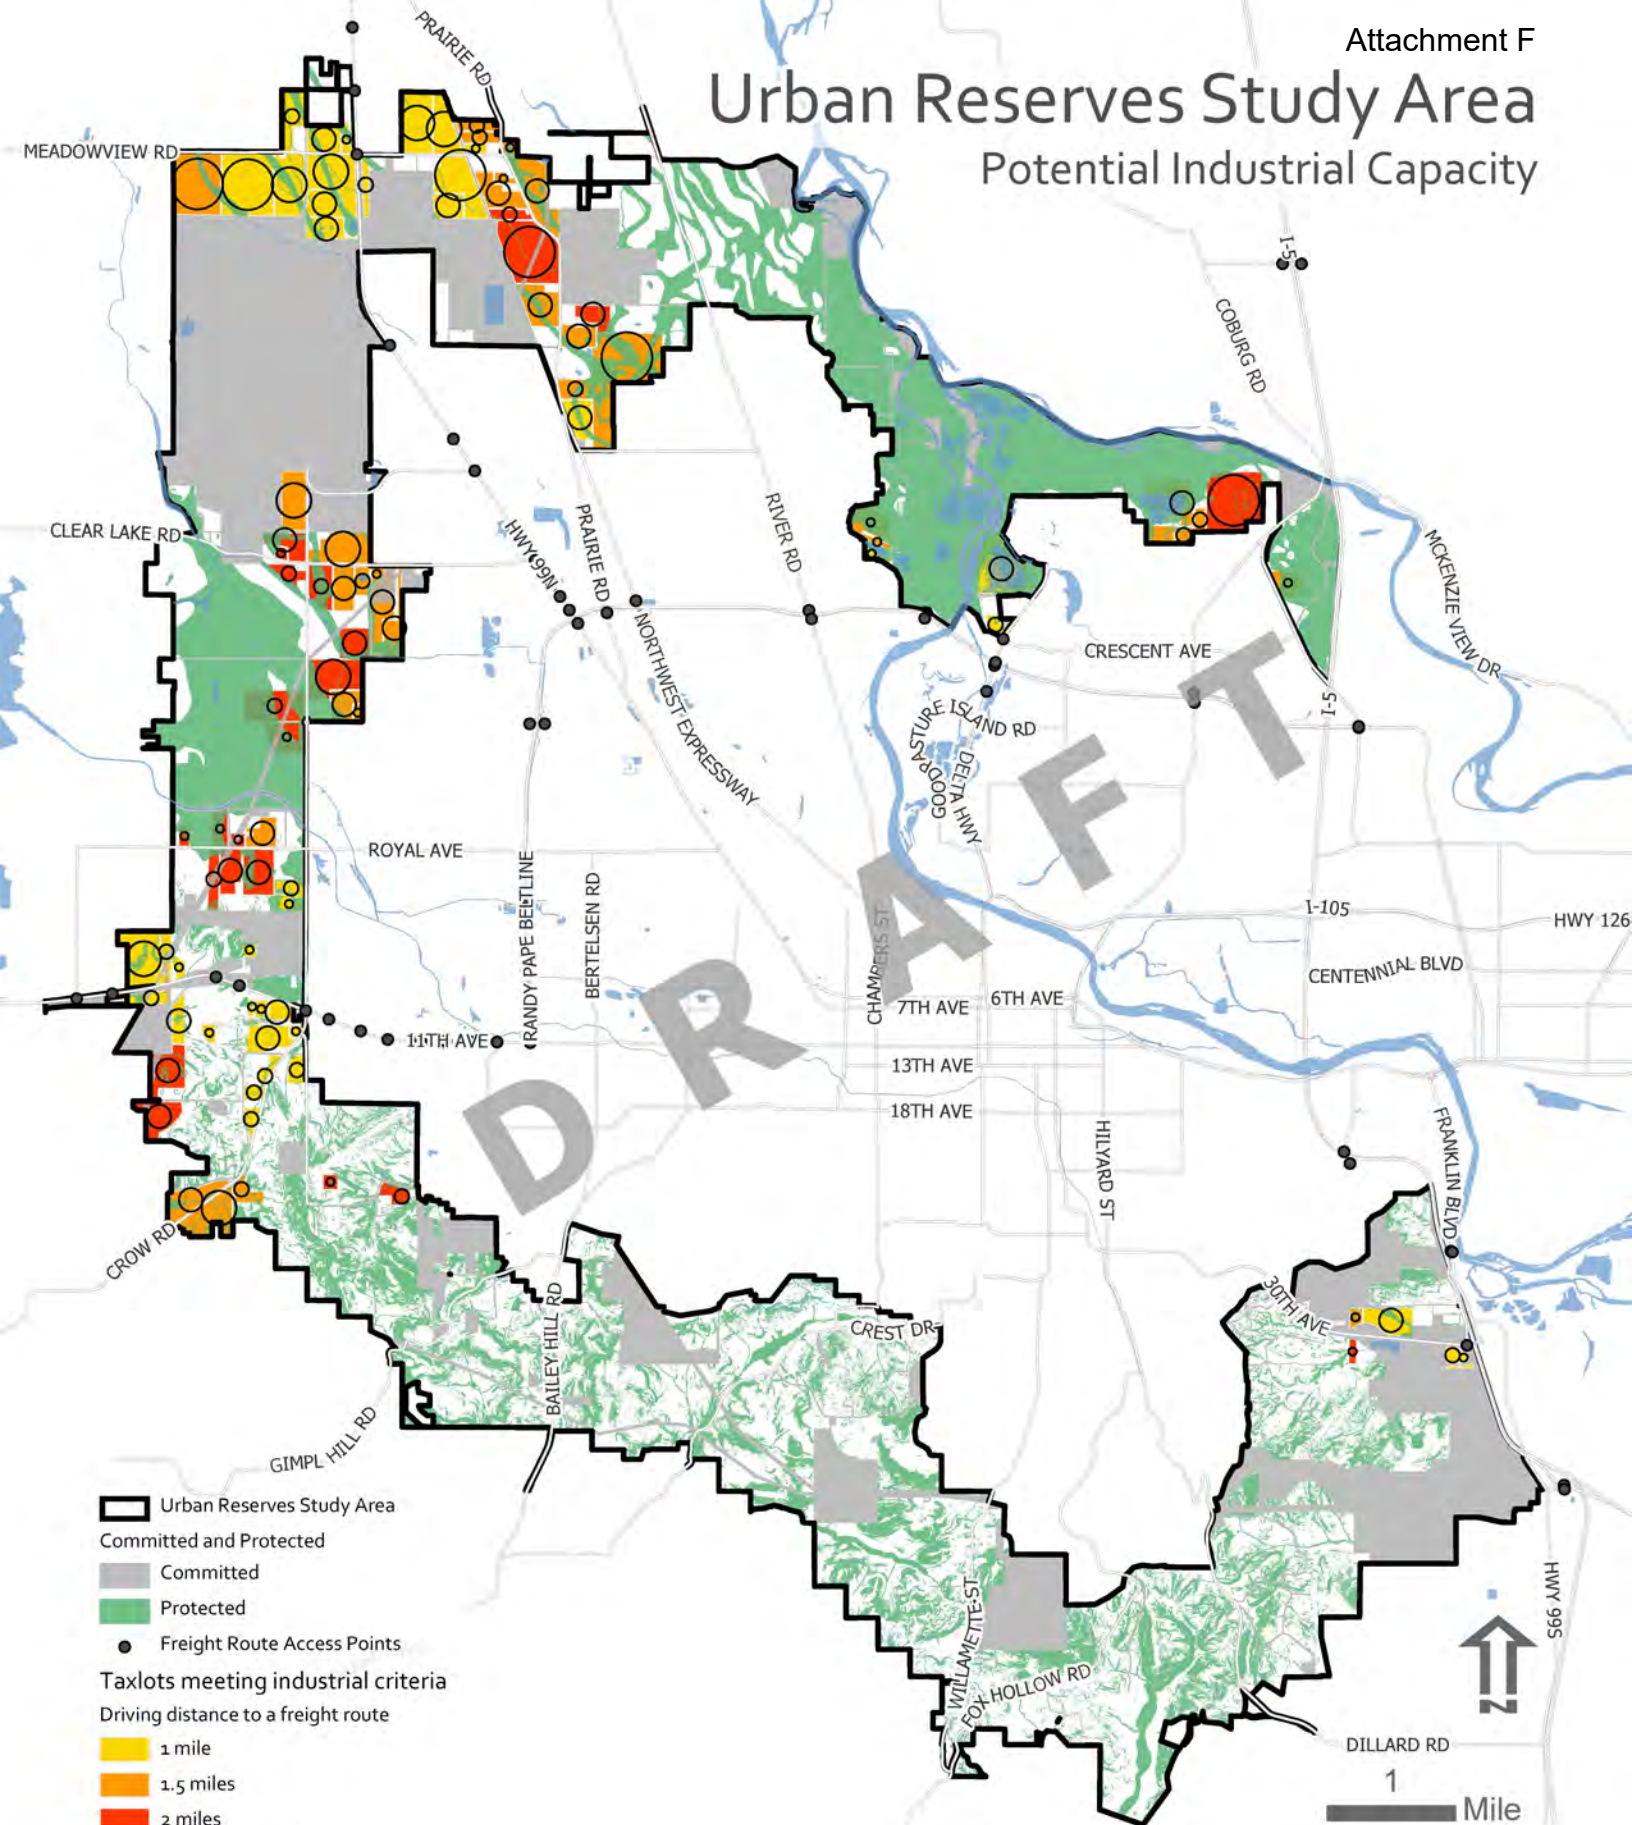 Attachment F
Urban Reserves Study Area
Potential Industrial Capacity
PRAIRIE RD
MEADOWVIEW RD
I-5
COBURG RD
CLEAR LAKE RD
HWY 99N
PRAIRIE RD
RIVER RD
MCKENZIE VIEW DR
NORTHWEST EXPRESSWAY
CRESCENT AVE
I-5
GOODPASTURE ISLAND RD
DELTA HWY
ROYAL AVE
RANDY PAPE BELTLINE
BERTELSEN RD
CHAMBERS ST
I-105
HWY 126
CENTENNIAL BLVD
6TH AVE
7TH AVE
11TH AVE
13TH AVE
18TH AVE
DRAFT
HILYARD ST
FRANKLIN BLVD
CROW RD
30TH AVE
BAILEY HILL RD
CREST DR
GIMPL HILL RD
WILLAMETTE ST
FOX HOLLOW RD
HWY 99S
DILLARD RD
Urban Reserves Study Area
Committed and Protected
Committed
Protected
Freight Route Access Points
Taxlots meeting industrial criteria
Driving distance to a freight route
1 mile
1.5 miles
2 miles
N
1
Mile